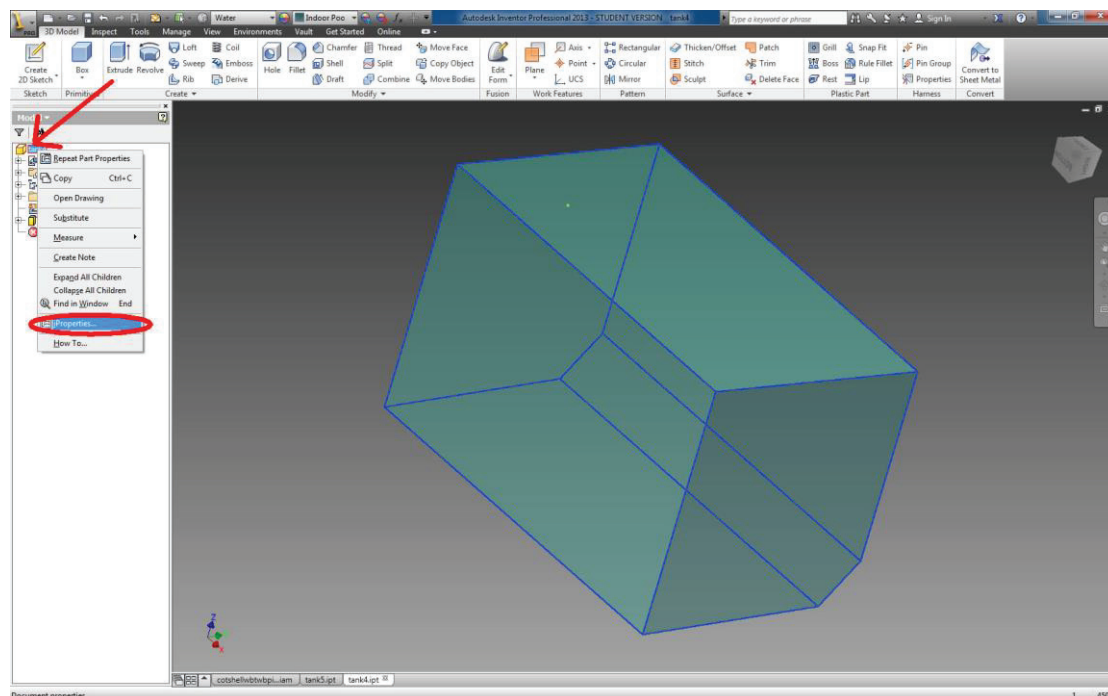 Water
Indoor Poo
Autodesk Inventor Professional 2013 - STUDENT VERSION tank4
Type a keyword or phrase
Sign In
PRO 3D Model Inspect Tools Manage View Environments Vault Get Started Online
Create 2D Sketch
Box
Extrude Revolve
Loft
Sweep
Rib
Coil
Emboss
Derive
Hole
Fillet
Chamfer
Shell
Draft
Thread
Split
Combine
Move Face
Copy Object
Move Bodies
Edit Form
Plane
Axis
Point
UCS
Rectangular
Circular
Mirror
Thicken/Offset
Stitch
Sculpt
Patch
Trim
Delete Face
Grill
Boss
Rest
Snap Fit
Rule Fillet
Lip
Pin
Pin Group
Properties
Convert to Sheet Metal
Sketch
Create
Modify
Fusion
Work Features
Pattern
Surface
Plastic Part
Harness
Convert
Repeat Part Properties
Copy Ctrl+C
Open Drawing
Substitute
Measure
Create Note
Expand All Children
Collapse All Children
Find in Window End
Properties...
How To...
Z
X
cotshellwbtwbpi...iam
tank5.ipt
tank4.ipt
Document properties
1